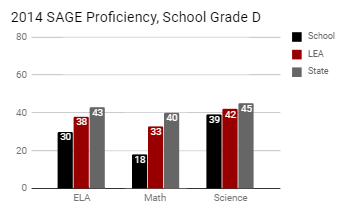 2014 SAGE Proficiency, School Grade D
80
60
40
20
0
30 38 43
18 33 40
39 42 45
ELA Math Science
School
LEA
State